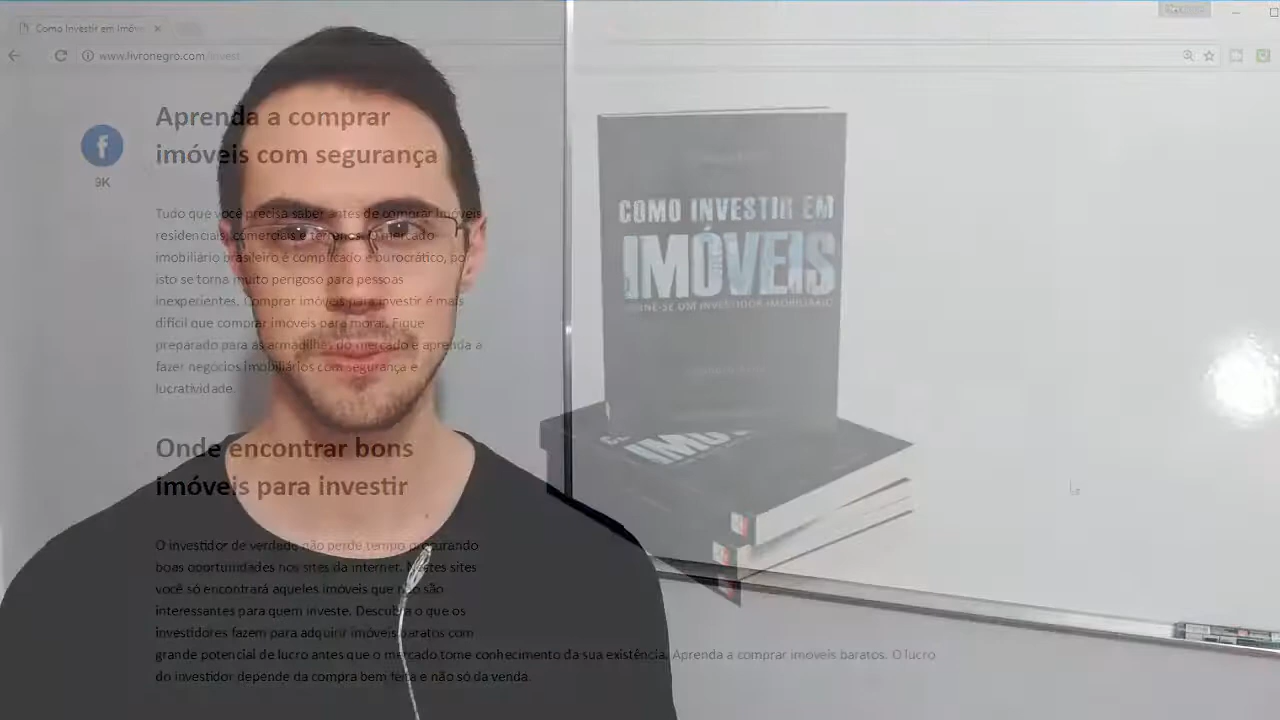 Como Investir em Imóv
www.livronegro.com/invest
9K
Aprenda a comprar
imóveis com segurança
Tudo que você precisa saber antes de comprar imóveis
residenciais, comerciais e terrenos. O mercado
imobiliário brasileiro é complicado e burocrático, por
isto se torna muito perigoso para pessoas
inexperientes. Comprar imóveis para investir é mais
difícil que comprar imóveis para morar. Fique
preparado para as armadilhas do mercado e aprenda a
fazer negócios imobiliários com segurança e
lucratividade.
Onde encontrar bons
imóveis para investir
O investidor de verdade não perde tempo procurando
boas oportunidades nos sites da internet. Nestes sites
você só encontrará aqueles imóveis que não são
interessantes para quem investe. Descubra o que os
investidores fazem para adquirir imóveis baratos com
grande potencial de lucro antes que o mercado tome conhecimento da sua existência. Aprenda a comprar imóveis baratos. O lucro
do investidor depende da compra bem feita e não só da venda.
COMO INVESTIR EM
IMÓVEIS
TORNE-SE UM INVESTIDOR IMOBILIÁRIO